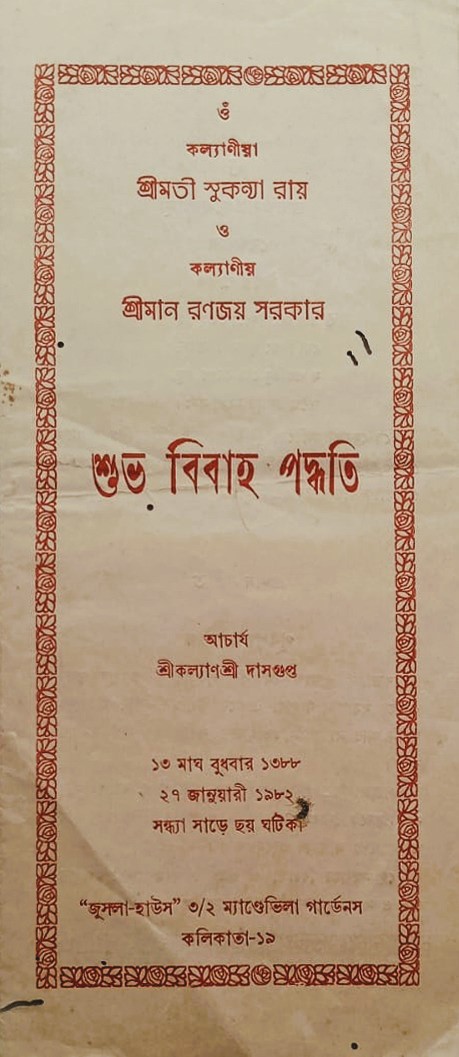 ওঁ
কল্যাণীয়া
শ্রীমতী সুকন্যা রায়
ও
কল্যাণীয়
শ্রীমান রণজয় সরকার
শুভ বিবাহ পদ্ধতি
আচার্য
শ্রীকল্যাণশ্রী দাসগুপ্ত
১৩ মাঘ বুধবার ১৩৮৮
২৭ জানুয়ারী ১৯৮২
সন্ধ্যা সাড়ে ছয় ঘটিকা
“জুসলা-হাউস” ৩/২ ম্যাণ্ডেভিলা গার্ডেনস
কলিকাতা-১৯